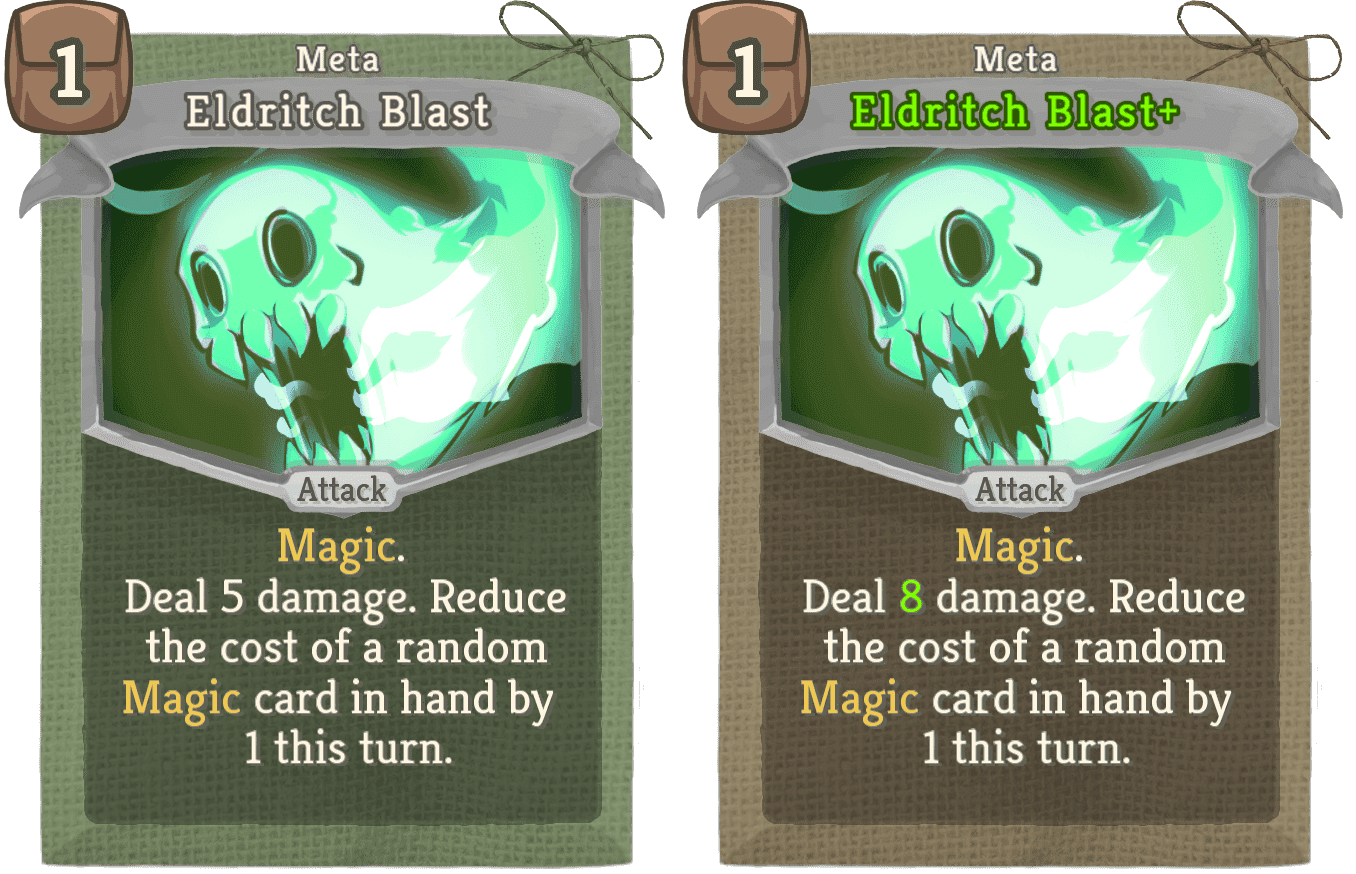 1
Meta
Eldritch Blast
Attack
Magic.
Deal 5 damage. Reduce
the cost of a random
Magic card in hand by
1 this turn.
1
Meta
Eldritch Blast+
Attack
Magic.
Deal 8 damage. Reduce
the cost of a random
Magic card in hand by
1 this turn.